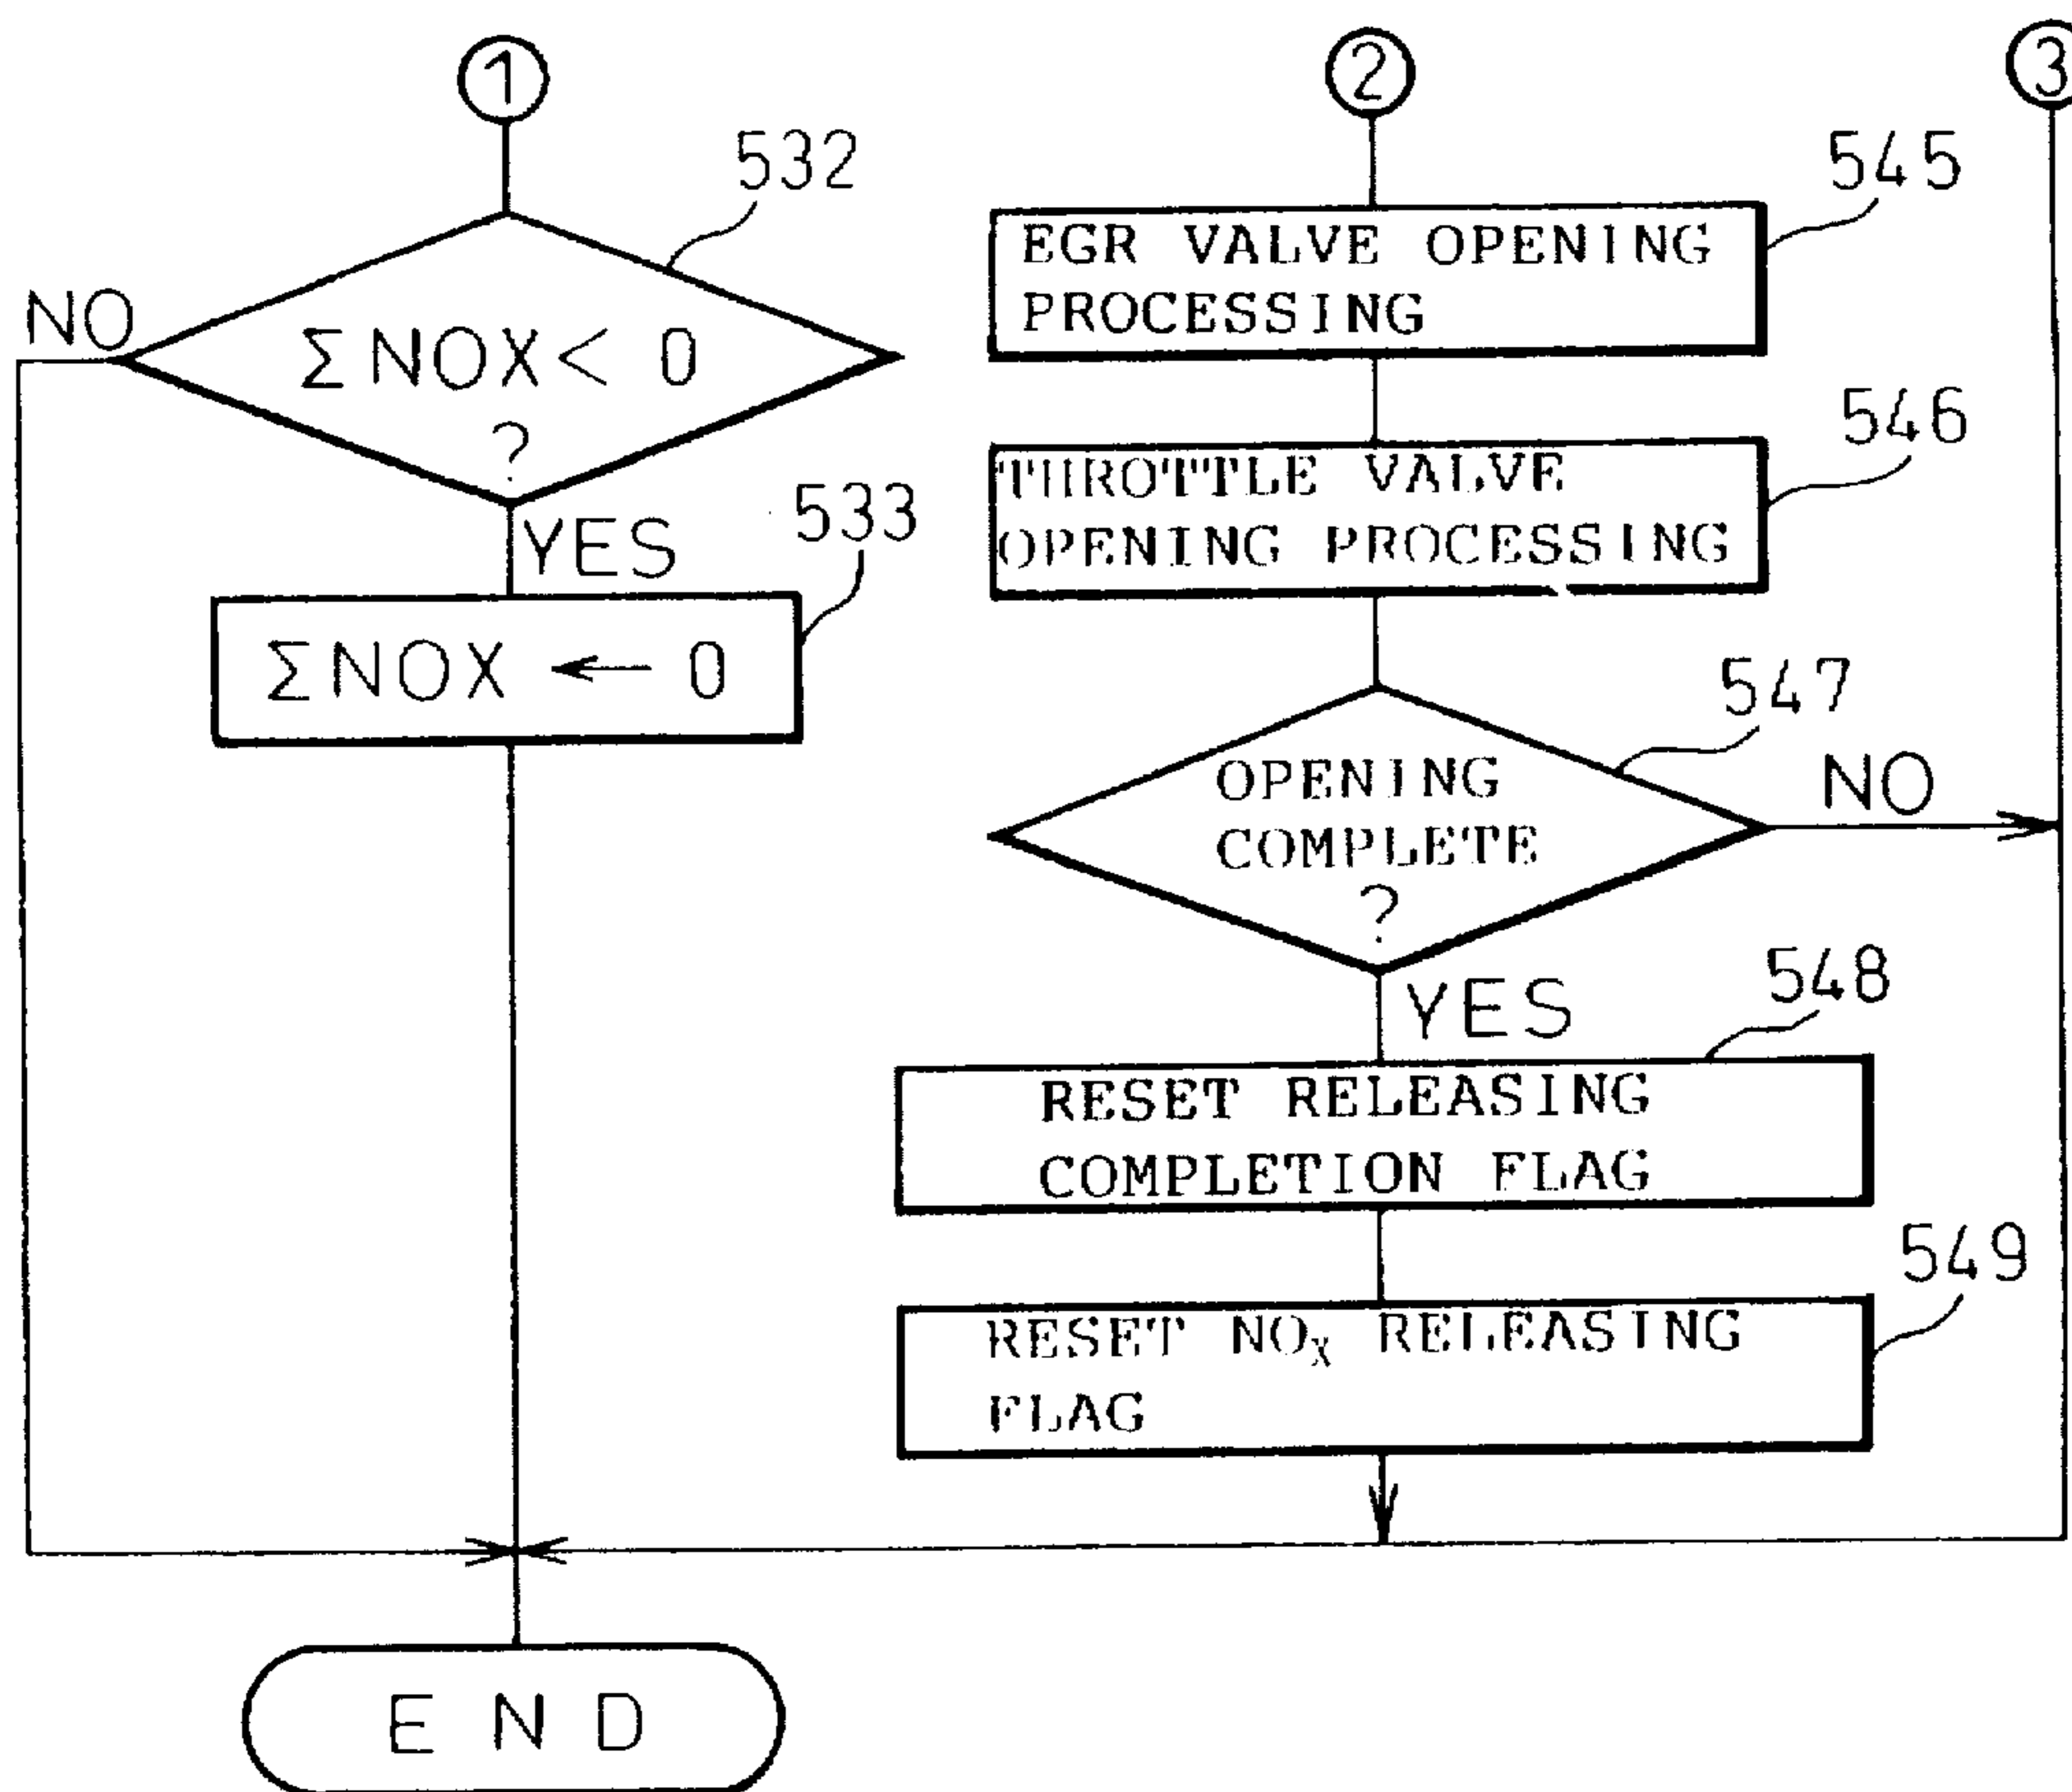 1
532
NO
ΣNOX < 0
?
YES
533
ΣNOX ← 0
2
545
EGR VALVE OPENING
PROCESSING
546
THROTTLE VALVE
OPENING PROCESSING
547
OPENING
COMPLETE
?
NO
YES
548
RESET RELEASING
COMPLETION FLAG
549
RESET NOx RELEASING
FLAG
3
END